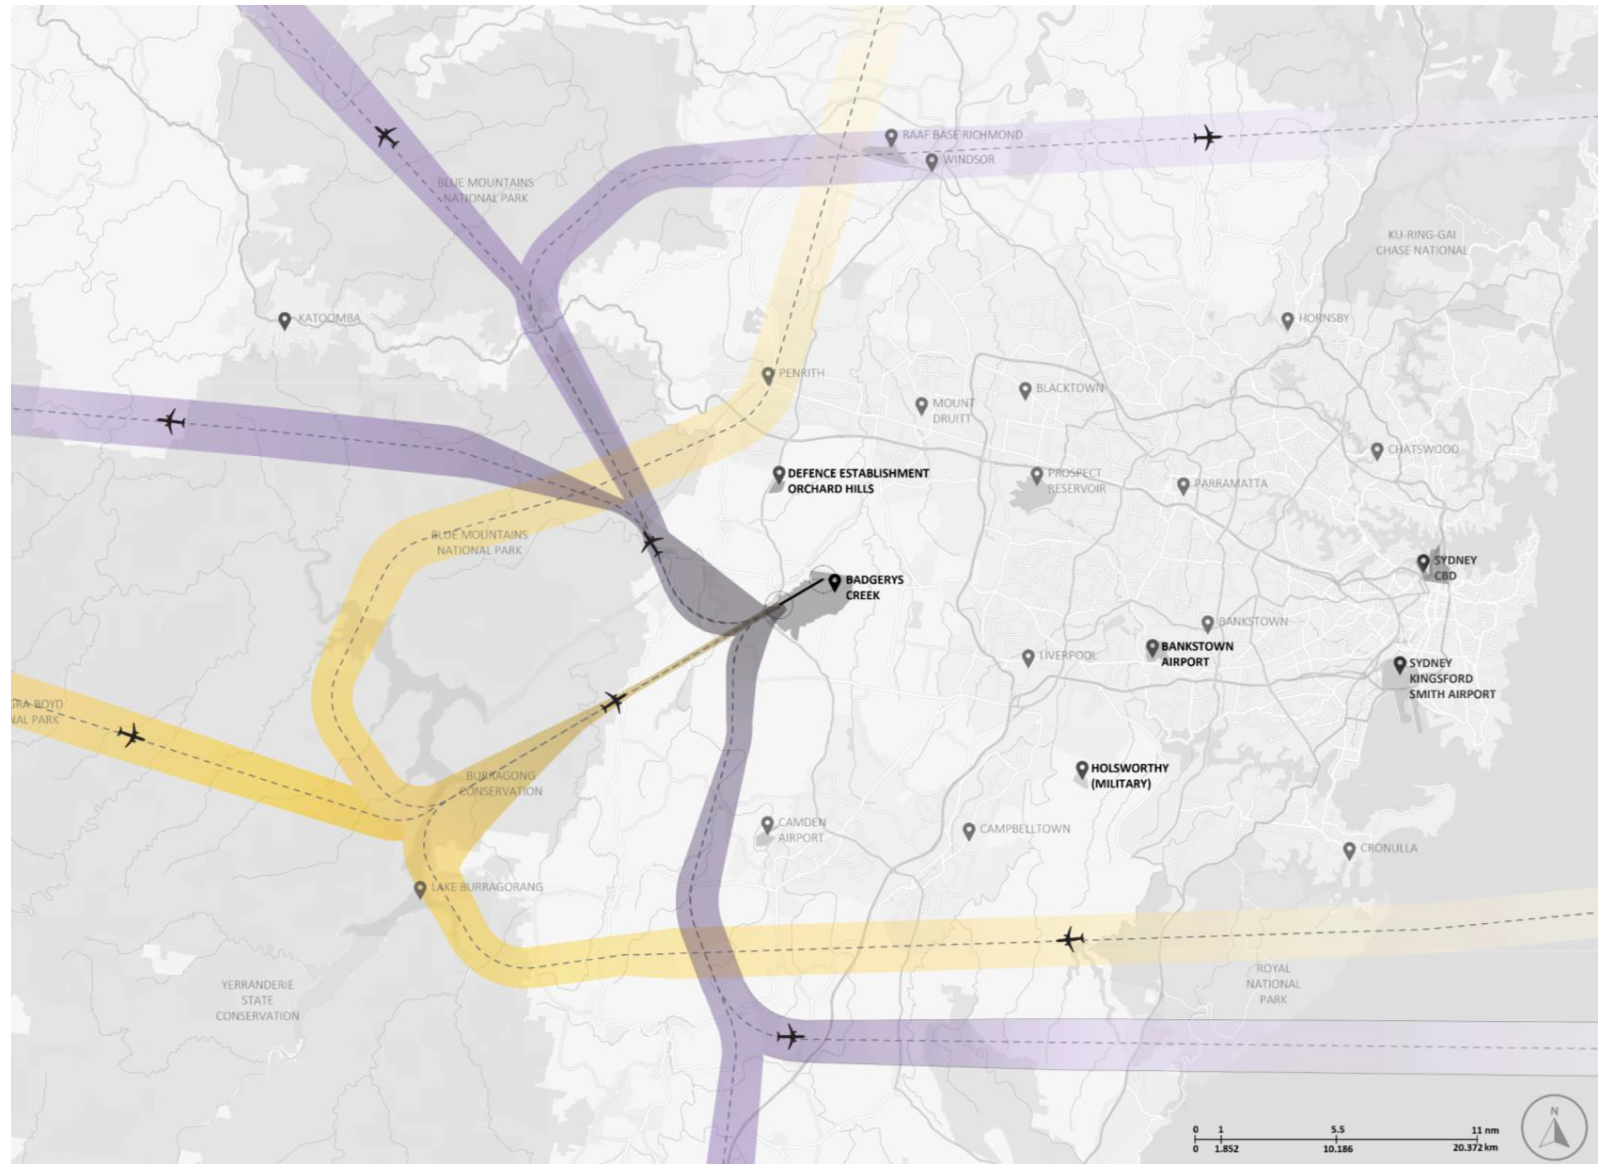 RAAF BASE RICHMOND
WINDSOR
BLUE MOUNTAINS
NATIONAL PARK
KU-RING-GAI
CHASE NATIONAL
KATOOMBA
HORNSBY
PENRITH
BLACKTOWN
MOUNT
DRUITT
CHATSWOOD
DEFENCE ESTABLISHMENT
ORCHARD HILLS
PROSPECT
RESERVOIR
PARRAMATTA
BLUE MOUNTAINS
NATIONAL PARK
SYDNEY
CBD
BADGERYS
CREEK
BANKSTOWN
BANKSTOWN
AIRPORT
LIVERPOOL
SYDNEY
KINGSFORD
SMITH AIRPORT
GRA BOYD
NAL PARK
HOLSWORTHY
(MILITARY)
BURRAGONG
CONSERVATION
CAMDEN
AIRPORT
CAMPBELLTOWN
CRONULLA
LAKE BURRAGORANG
YERRANDERIE
STATE
CONSERVATION
ROYAL
NATIONAL
PARK
N
0 1 5.5 11 nm
0 1.852 10.186 20.372 km